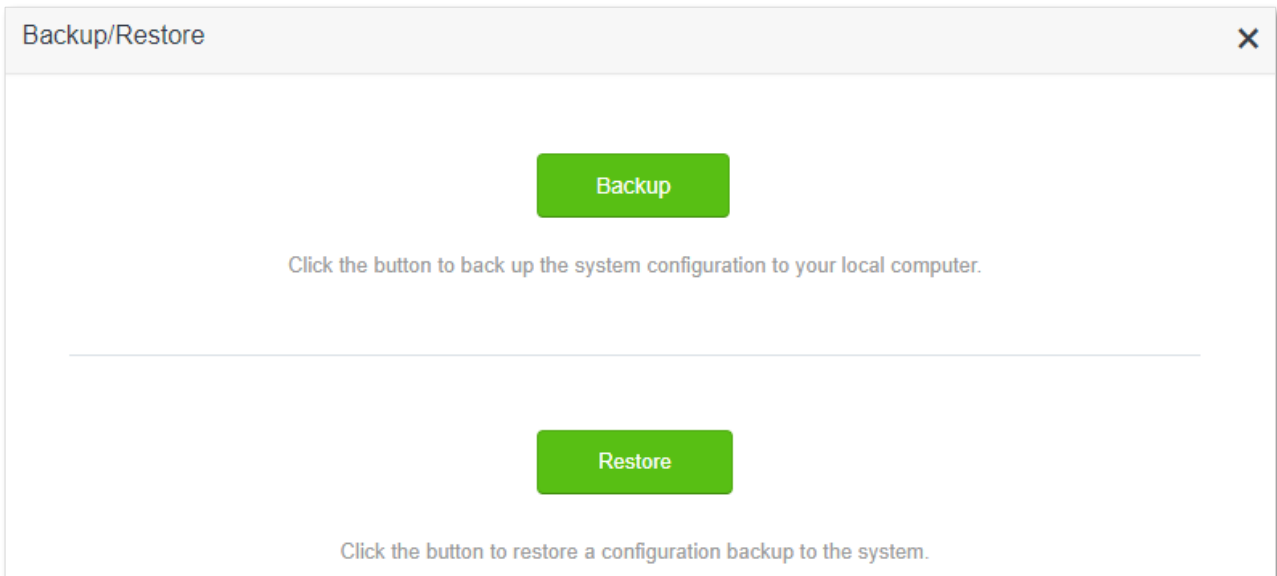 Backup/Restore
Backup
Click the button to back up the system configuration to your local computer.
Restore
Click the button to restore a configuration backup to the system.